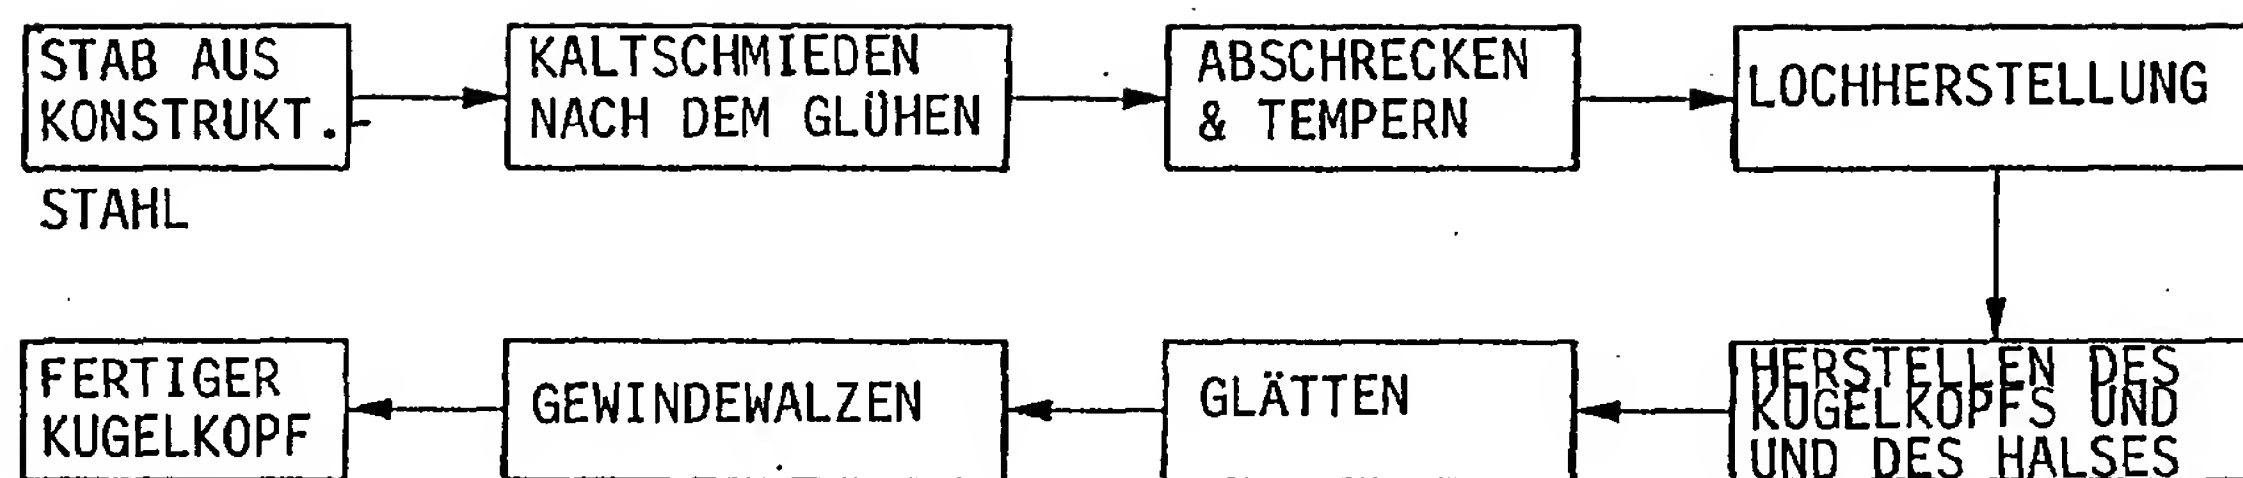 STAB AUS
KONSTRUKT.-
STAHL
KALTSCHMIEDEN
NACH DEM GLÜHEN
ABSCHRECKEN
& TEMPERN
LOCHHERSTELLUNG
HERSTELLEN DES
KUGELKOPFS UND
UND DES HALSES
GLÄTTEN
GEWINDEWALZEN
FERTIGER
KUGELKOPF